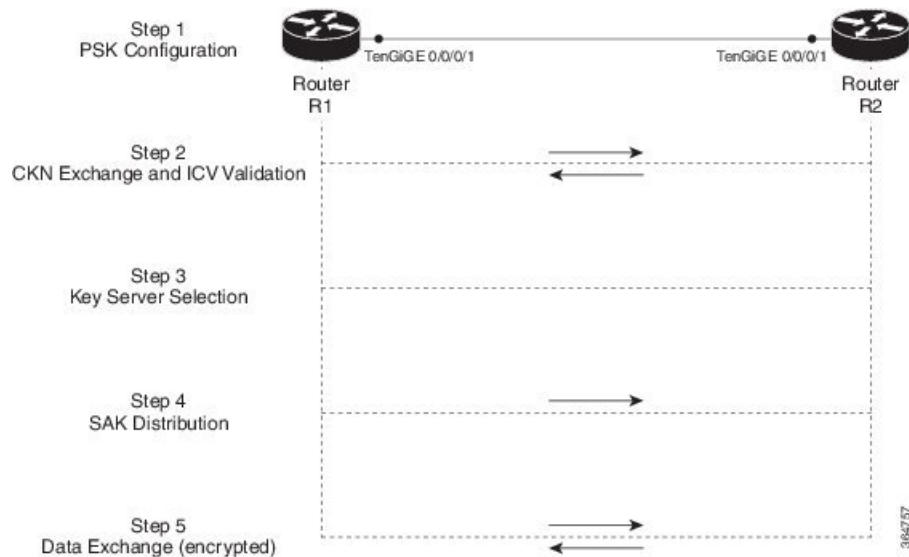 Step 1
PSK Configuration
TenGiGE 0/0/0/1
TenGiGE 0/0/0/1
Router
R1
Router
R2
Step 2
CKN Exchange and ICV Validation
Step 3
Key Server Selection
Step 4
SAK Distribution
Step 5
Data Exchange (encrypted)
364757